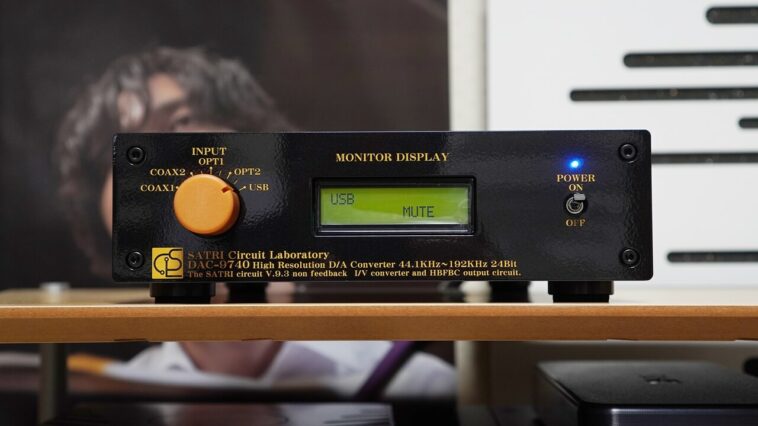 INPUT
OPT1
COAX2
OPT2
COAX1
USB
MONITOR DISPLAY
USB
MUTE
POWER
ON
OFF
SATRI Circuit Laboratory
DAC-9740 High Resolution D/A Converter 44.1KHz~192KHz 24Bit
The SATRI circuit V.9.3 non feedback I/V converter and HBFBC output circuit.